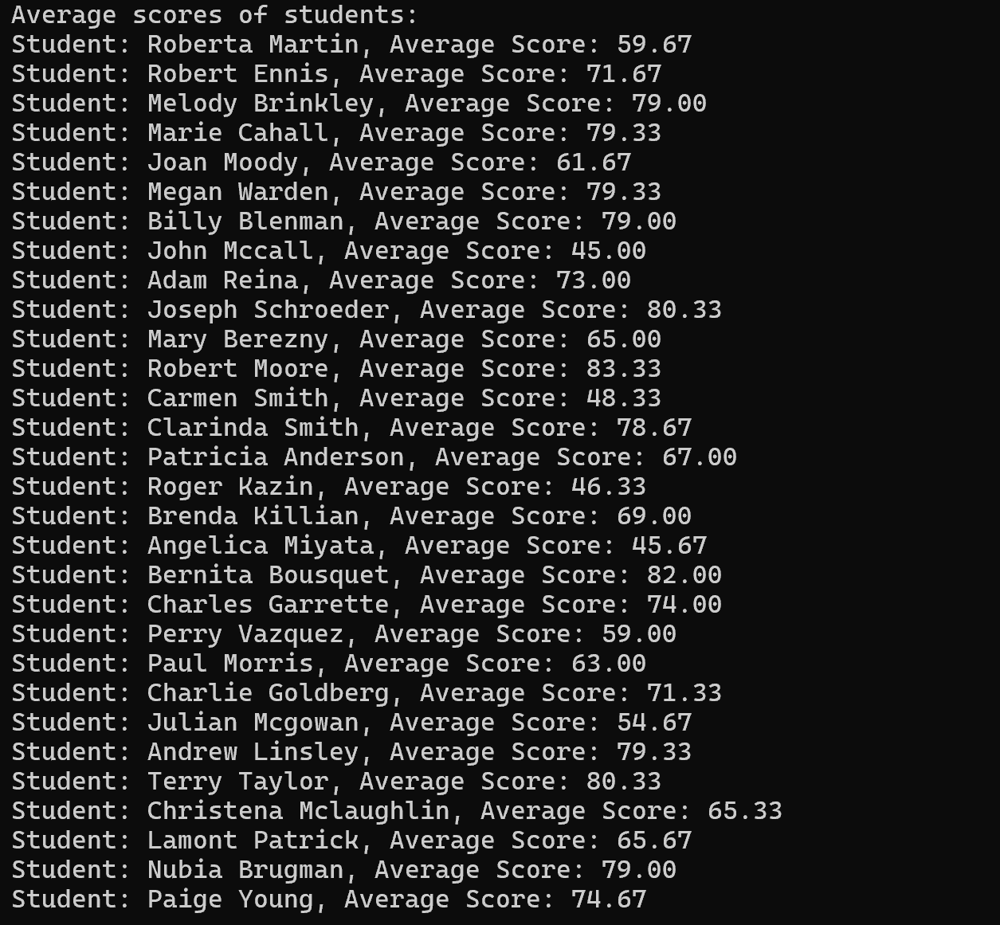 Average scores of students:
Student: Roberta Martin, Average Score: 59.67
Student: Robert Ennis, Average Score: 71.67
Student: Melody Brinkley, Average Score: 79.00
Student: Marie Cahall, Average Score: 79.33
Student: Joan Moody, Average Score: 61.67
Student: Megan Warden, Average Score: 79.33
Student: Billy Blenman, Average Score: 79.00
Student: John Mccall, Average Score: 45.00
Student: Adam Reina, Average Score: 73.00
Student: Joseph Schroeder, Average Score: 80.33
Student: Mary Berezny, Average Score: 65.00
Student: Robert Moore, Average Score: 83.33
Student: Carmen Smith, Average Score: 48.33
Student: Clarinda Smith, Average Score: 78.67
Student: Patricia Anderson, Average Score: 67.00
Student: Roger Kazin, Average Score: 46.33
Student: Brenda Killian, Average Score: 69.00
Student: Angelica Miyata, Average Score: 45.67
Student: Bernita Bousquet, Average Score: 82.00
Student: Charles Garrette, Average Score: 74.00
Student: Perry Vazquez, Average Score: 59.00
Student: Paul Morris, Average Score: 63.00
Student: Charlie Goldberg, Average Score: 71.33
Student: Julian Mcgowan, Average Score: 54.67
Student: Andrew Linsley, Average Score: 79.33
Student: Terry Taylor, Average Score: 80.33
Student: Christena Mclaughlin, Average Score: 65.33
Student: Lamont Patrick, Average Score: 65.67
Student: Nubia Brugman, Average Score: 79.00
Student: Paige Young, Average Score: 74.67